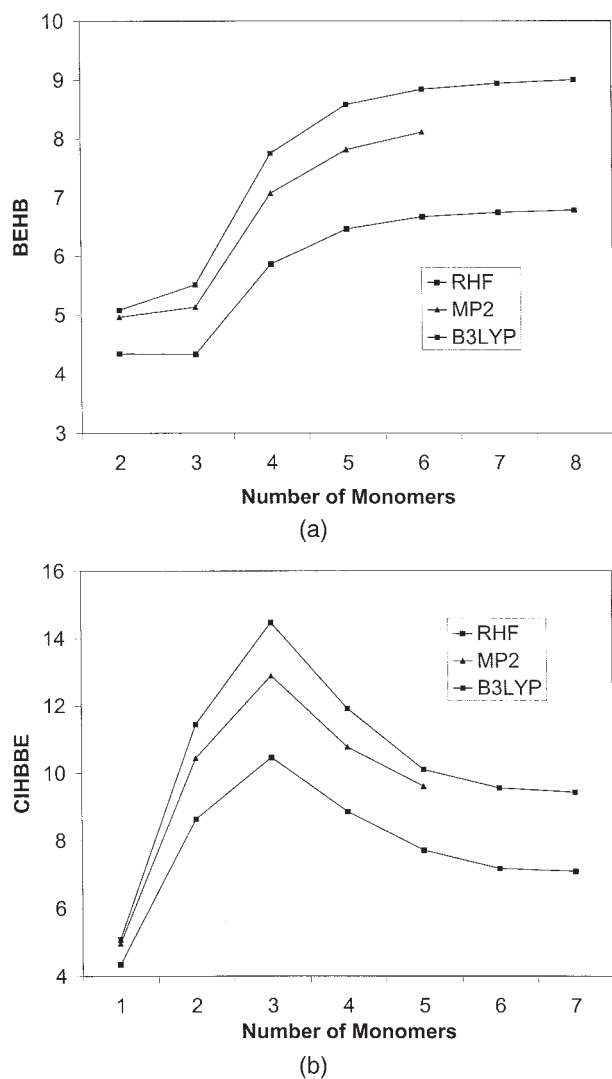 10
9
8
7
6
5
4
3
BEHB
RHF
MP2
B3LYP
2 3 4 5 6 7 8
Number of Monomers
(a)
16
14
12
10
8
6
4
CIHBBE
RHF
MP2
B3LYP
1 2 3 4 5 6 7
Number of Monomers
(b)